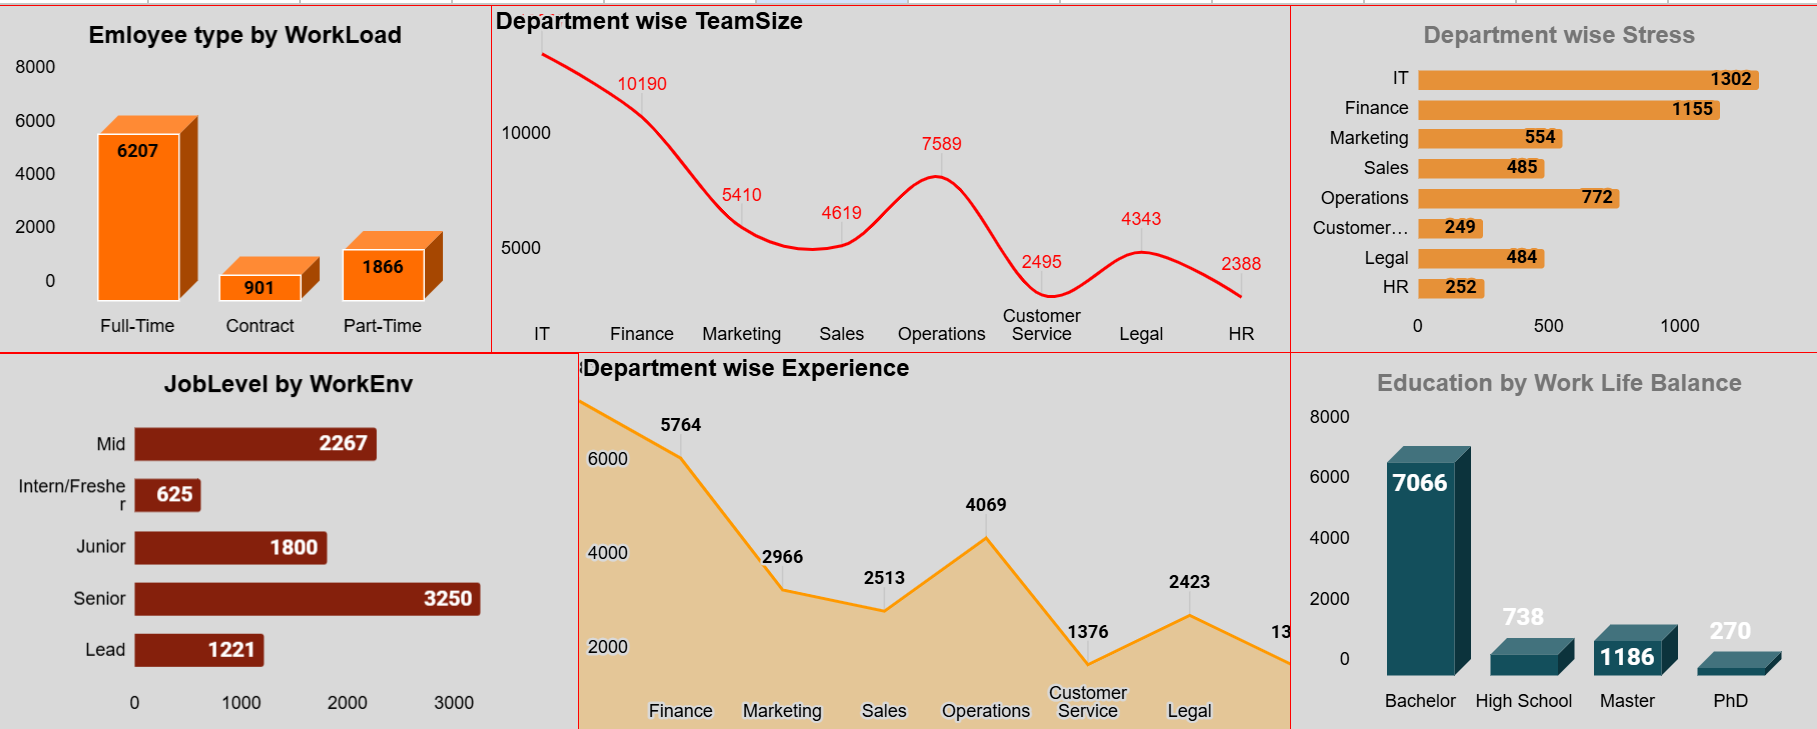 Emloyee type by WorkLoad
8000
6000
4000
2000
0
6207
901
1866
Full-Time
Contract
Part-Time
Department wise TeamSize
10000
5000
10190
5410
4619
7589
2495
4343
2388
IT
Finance
Marketing
Sales
Operations
Customer
Service
Legal
HR
Department wise Stress
IT
1302
Finance
1155
Marketing
554
Sales
485
Operations
772
Customer…
249
Legal
484
HR
252
0
500
1000
JobLevel by WorkEnv
Mid
2267
Intern/Freshe
r
625
Junior
1800
Senior
3250
Lead
1221
0
1000
2000
3000
Department wise Experience
6000
4000
2000
5764
2966
2513
4069
1376
2423
13
Finance
Marketing
Sales
Operations
Customer
Service
Legal
Education by Work Life Balance
8000
6000
4000
2000
0
7066
738
1186
270
Bachelor
High School
Master
PhD